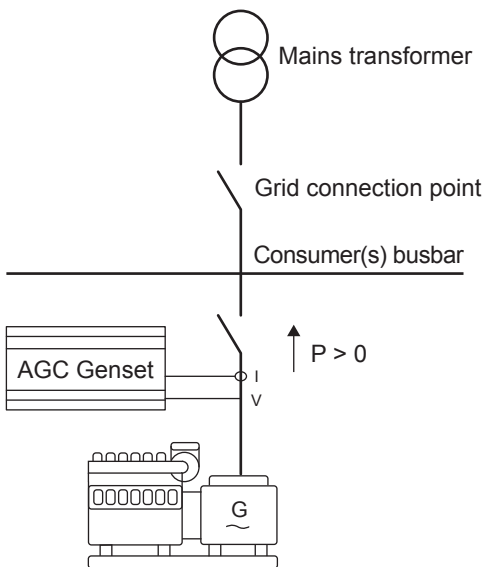 Mains transformer
Grid connection point
Consumer(s) busbar
P > 0
AGC Genset
I
V
G
~